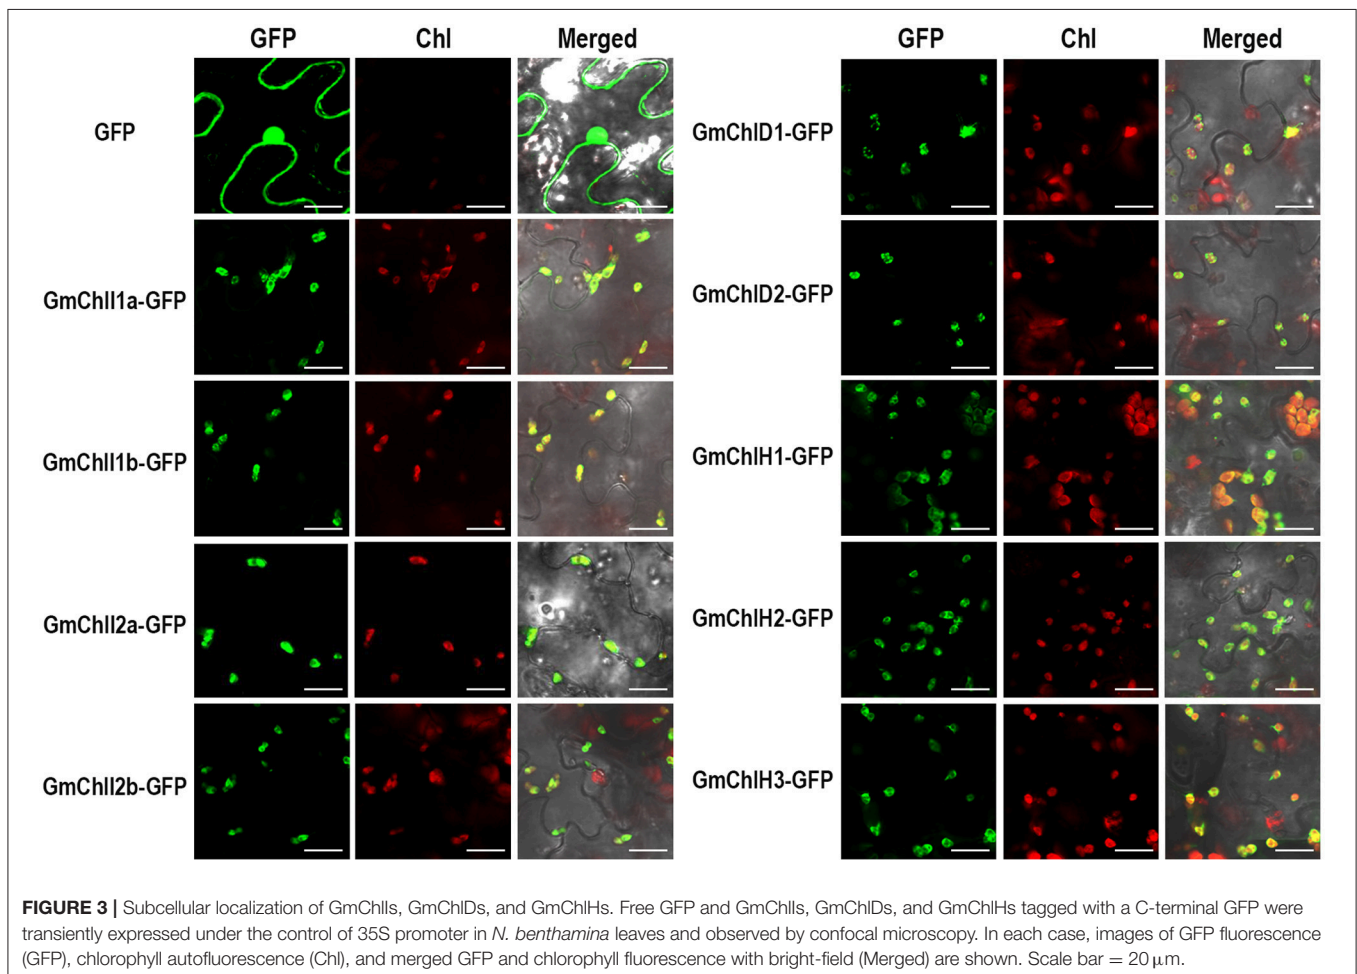 GFP Chl Merged
GFP
GmChlI1a-GFP
GmChlI1b-GFP
GmChlI2a-GFP
GmChlI2b-GFP
GFP Chl Merged
GmChlD1-GFP
GmChlD2-GFP
GmChlH1-GFP
GmChlH2-GFP
GmChlH3-GFP
FIGURE 3 | Subcellular localization of GmChlIs, GmChlDs, and GmChlHs. Free GFP and GmChlIs, GmChlDs, and GmChlHs tagged with a C-terminal GFP were
transiently expressed under the control of 35S promoter in N. benthamina leaves and observed by confocal microscopy. In each case, images of GFP fluorescence
(GFP), chlorophyll autofluorescence (Chl), and merged GFP and chlorophyll fluorescence with bright-field (Merged) are shown. Scale bar = 20 μm.